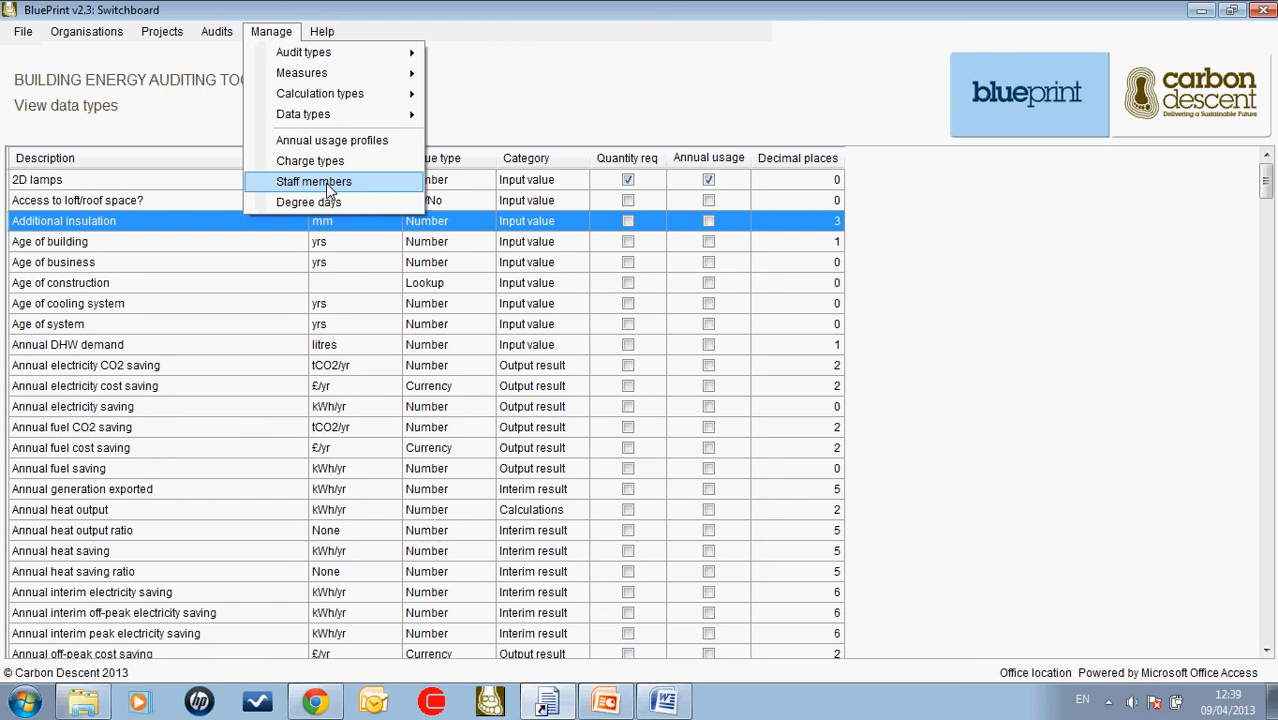 BluePrint v2.3: Switchboard
File Organisations Projects Audits Manage Help
Audit types
Measures
Calculation types
Data types
Annual usage profiles
Charge types
Staff members
Degree days
BUILDING ENERGY AUDITING
View data types
blueprint
carbon
descent
Delivering a Sustainable Future
Description Category Quantity req Annual usage Decimal places
2D lamps Input value 0
Access to loft/roof space? Input value 0
Additional insulation mm Number Input value 3
Age of building yrs Number Input value 1
Age of business yrs Number Input value 0
Age of construction Lookup Input value 0
Age of cooling system yrs Number Input value 0
Age of system yrs Number Input value 0
Annual DHW demand litres Number Input value 1
Annual electricity CO2 saving tCO2/yr Number Output result 2
Annual electricity cost saving £/yr Currency Output result 2
Annual electricity saving kWh/yr Number Output result 0
Annual fuel CO2 saving tCO2/yr Number Output result 2
Annual fuel cost saving £/yr Currency Output result 2
Annual fuel saving kWh/yr Number Output result 0
Annual generation exported kWh/yr Number Interim result 5
Annual heat output kWh/yr Number Calculations 2
Annual heat output ratio None Number Interim result 5
Annual heat saving kWh/yr Number Interim result 5
Annual heat saving ratio None Number Interim result 5
Annual interim electricity saving kWh/yr Number Interim result 6
Annual interim off-peak electricity saving kWh/yr Number Interim result 6
Annual interim peak electricity saving kWh/yr Number Interim result 6
Annual off-peak cost saving £/yr Currency Output result 2
© Carbon Descent 2013 Office location Powered by Microsoft Office Access
EN 12:39
09/04/2013